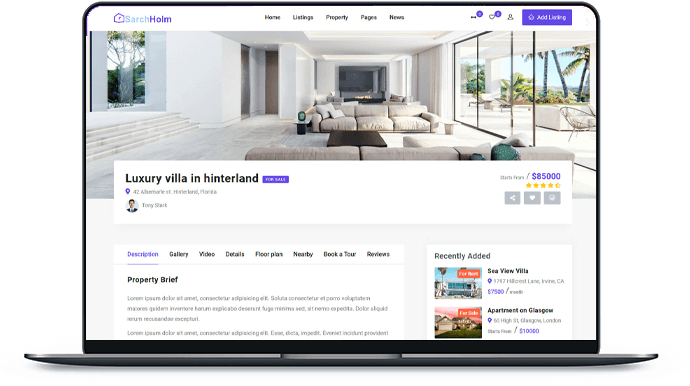 SarchHolm
Home Listings Property Pages News
0 0
Add Listing
Luxury villa in hinterland FOR SALE
42 Albemarle st. Hinterland, Florida
Tony Stark
Starts From / $85000
Description Gallery Video Details Floor plan Nearby Book a Tour Reviews
Property Brief
Lorem ipsum dolor sit amet, consectetur adipisicing elit. Soluta consectetur et porro voluptatem
maiores quidem inventore harum explicabo deserunt fuga minima sed, sit nemo expedita. Dolor aliquid
rerum recusandae excepturi.
Lorem ipsum dolor sit amet, consectetur adipisicing elit. Esse, dicta, impedit. Eveniet incidunt provident
Recently Added
For Rent
Sea View Villa
1797 Hillcrest Lane, Irvine, CA
$7500 / month
For Sale
Apartment on Glasgow
60 High St, Glasgow, London
Starts From / $10000